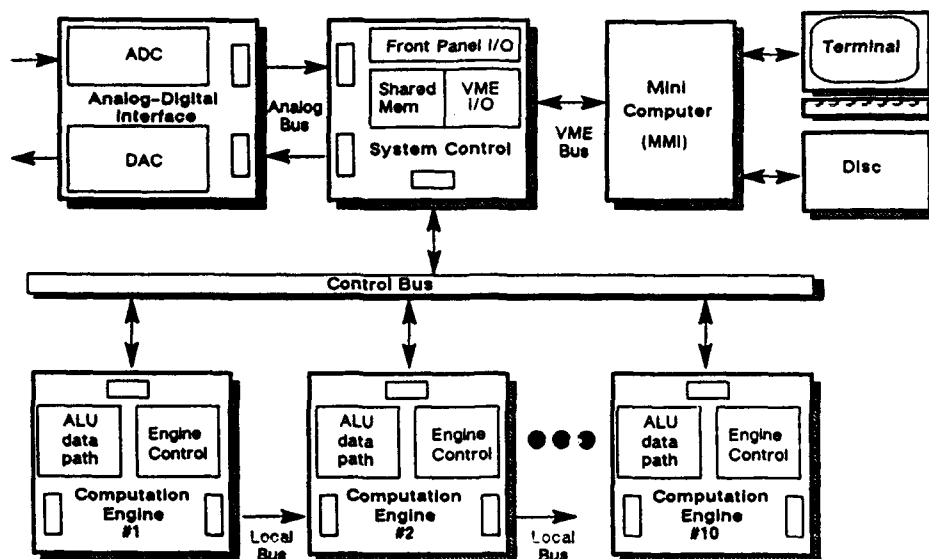 ADC
Analog-Digital
Interface
DAC
Analog
Bus
Front Panel I/O
Shared
Mem
VME
I/O
System Control
VME
Bus
Mini
Computer
(MMI)
Terminal
Disc
Control Bus
ALU
data
path
Engine
Control
Computation
Engine
#1
Local
Bus
ALU
data
path
Engine
Control
Computation
Engine
#2
Local
Bus
ALU
data
path
Engine
Control
Computation
Engine
#10